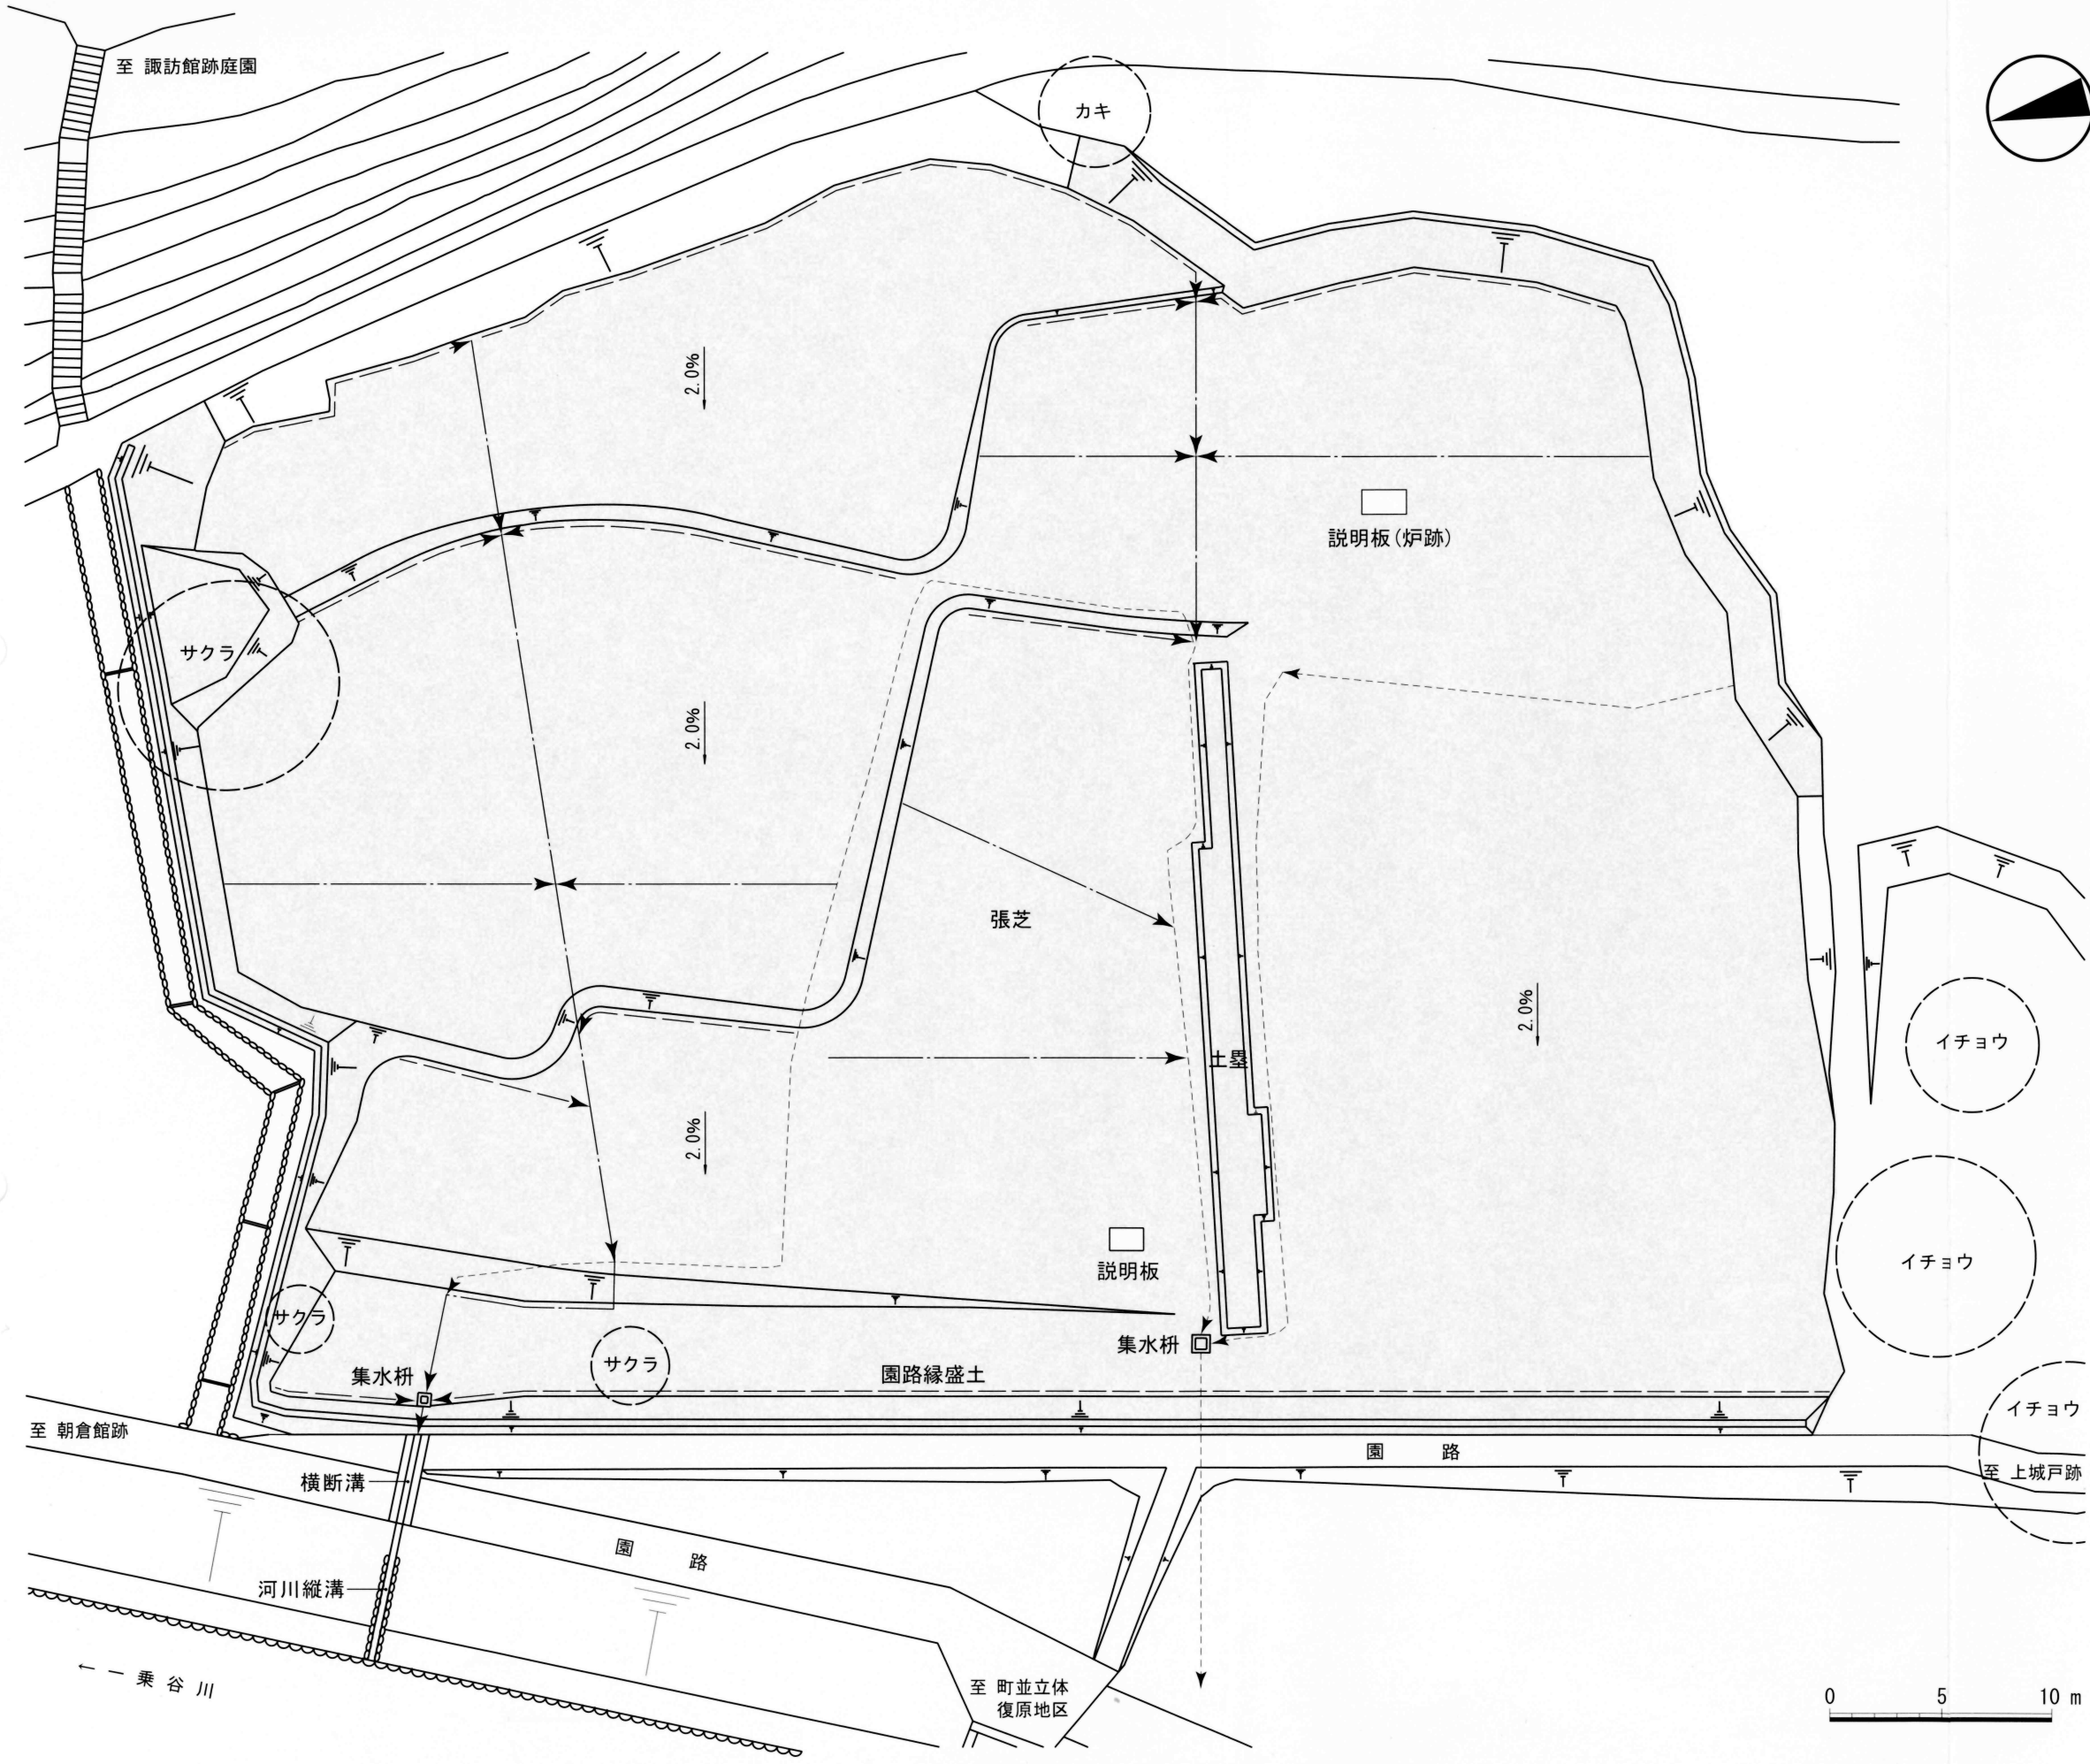 至 諏訪館跡庭園
カキ
2.0%
説明板(炉跡)
サクラ
2.0%
張芝
2.0%
イチョウ
土塁
2.0%
説明板
イチョウ
サクラ
集水枡
サクラ
集水枡
園路縁盛土
イチョウ
至 朝倉館跡
園 路
至 上城戸跡
横断溝
園 路
河川縦溝
← 一乗谷川
至 町並立体
復原地区
0 5 10 m